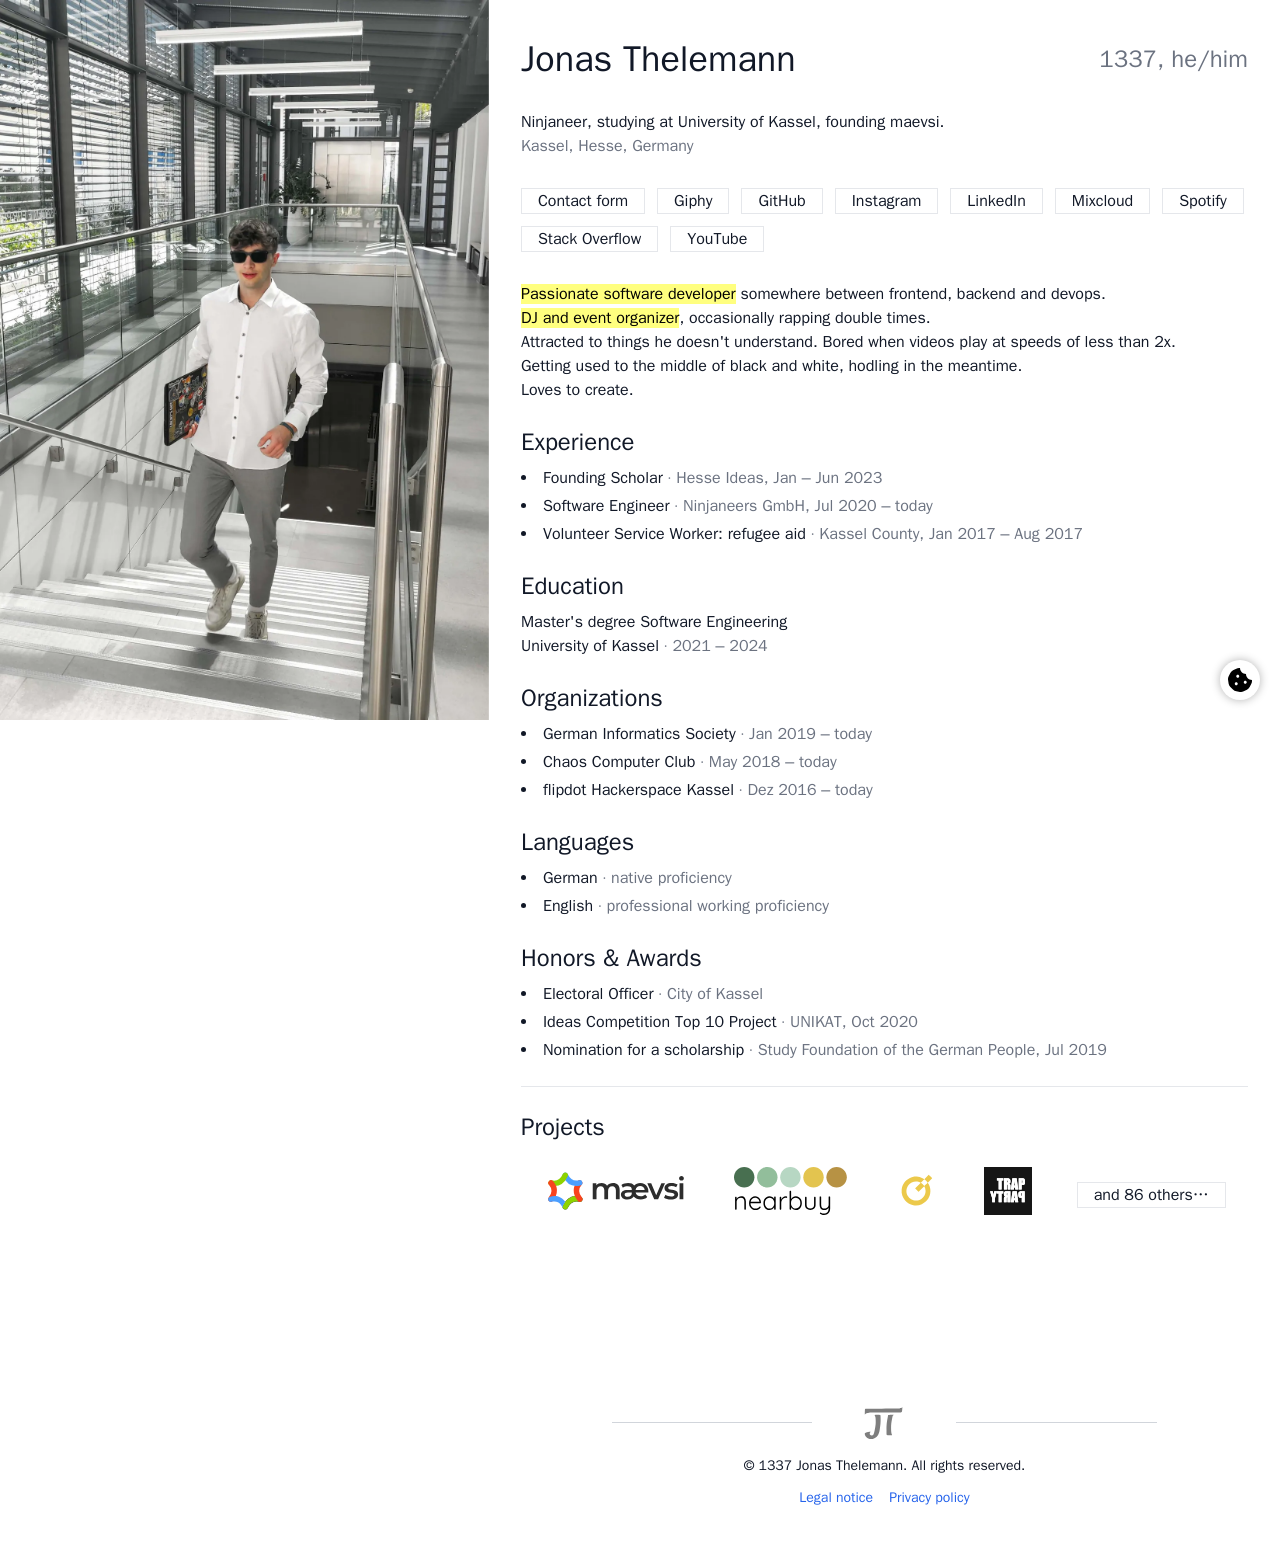 Jonas Thelemann
1337, he/him
Ninjaneer, studying at University of Kassel, founding maevsi.
Kassel, Hesse, Germany
Contact form
Giphy
GitHub
Instagram
LinkedIn
Mixcloud
Spotify
Stack Overflow
YouTube
Passionate software developer somewhere between frontend, backend and devops.
DJ and event organizer, occasionally rapping double times.
Attracted to things he doesn't understand. Bored when videos play at speeds of less than 2x.
Getting used to the middle of black and white, hodling in the meantime.
Loves to create.
Experience
• Founding Scholar · Hesse Ideas, Jan – Jun 2023
• Software Engineer · Ninjaneers GmbH, Jul 2020 – today
• Volunteer Service Worker: refugee aid · Kassel County, Jan 2017 – Aug 2017
Education
Master's degree Software Engineering
University of Kassel · 2021 – 2024
Organizations
• German Informatics Society · Jan 2019 – today
• Chaos Computer Club · May 2018 – today
• flipdot Hackerspace Kassel · Dez 2016 – today
Languages
• German · native proficiency
• English · professional working proficiency
Honors & Awards
• Electoral Officer · City of Kassel
• Ideas Competition Top 10 Project · UNIKAT, Oct 2020
• Nomination for a scholarship · Study Foundation of the German People, Jul 2019
Projects
mævsi
nearbuy
TRAP
PARTY
and 86 others⋯
JT
© 1337 Jonas Thelemann. All rights reserved.
Legal notice
Privacy policy